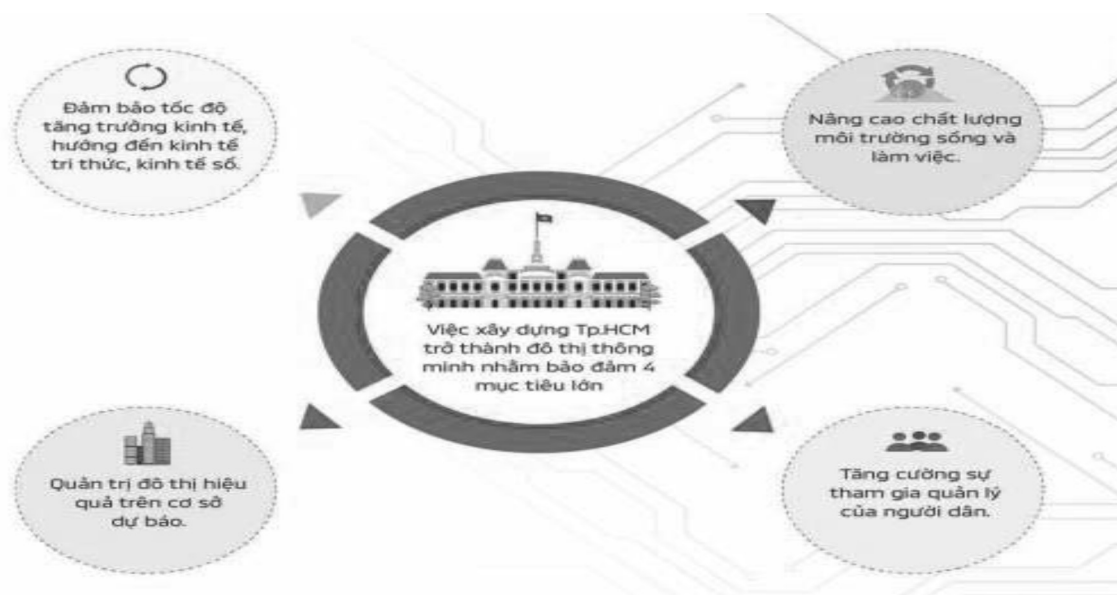 Đảm bảo tốc độ
tăng trưởng kinh tế,
hướng đến kinh tế
tri thức, kinh tế số.
Nâng cao chất lượng
môi trường sống và
làm việc.
Việc xây dựng Tp.HCM
trở thành đô thị thông
minh nhằm bảo đảm 4
mục tiêu lớn
Quản trị đô thị hiệu
quả trên cơ sở
dự báo.
Tăng cường sự
tham gia quản lý
của người dân.